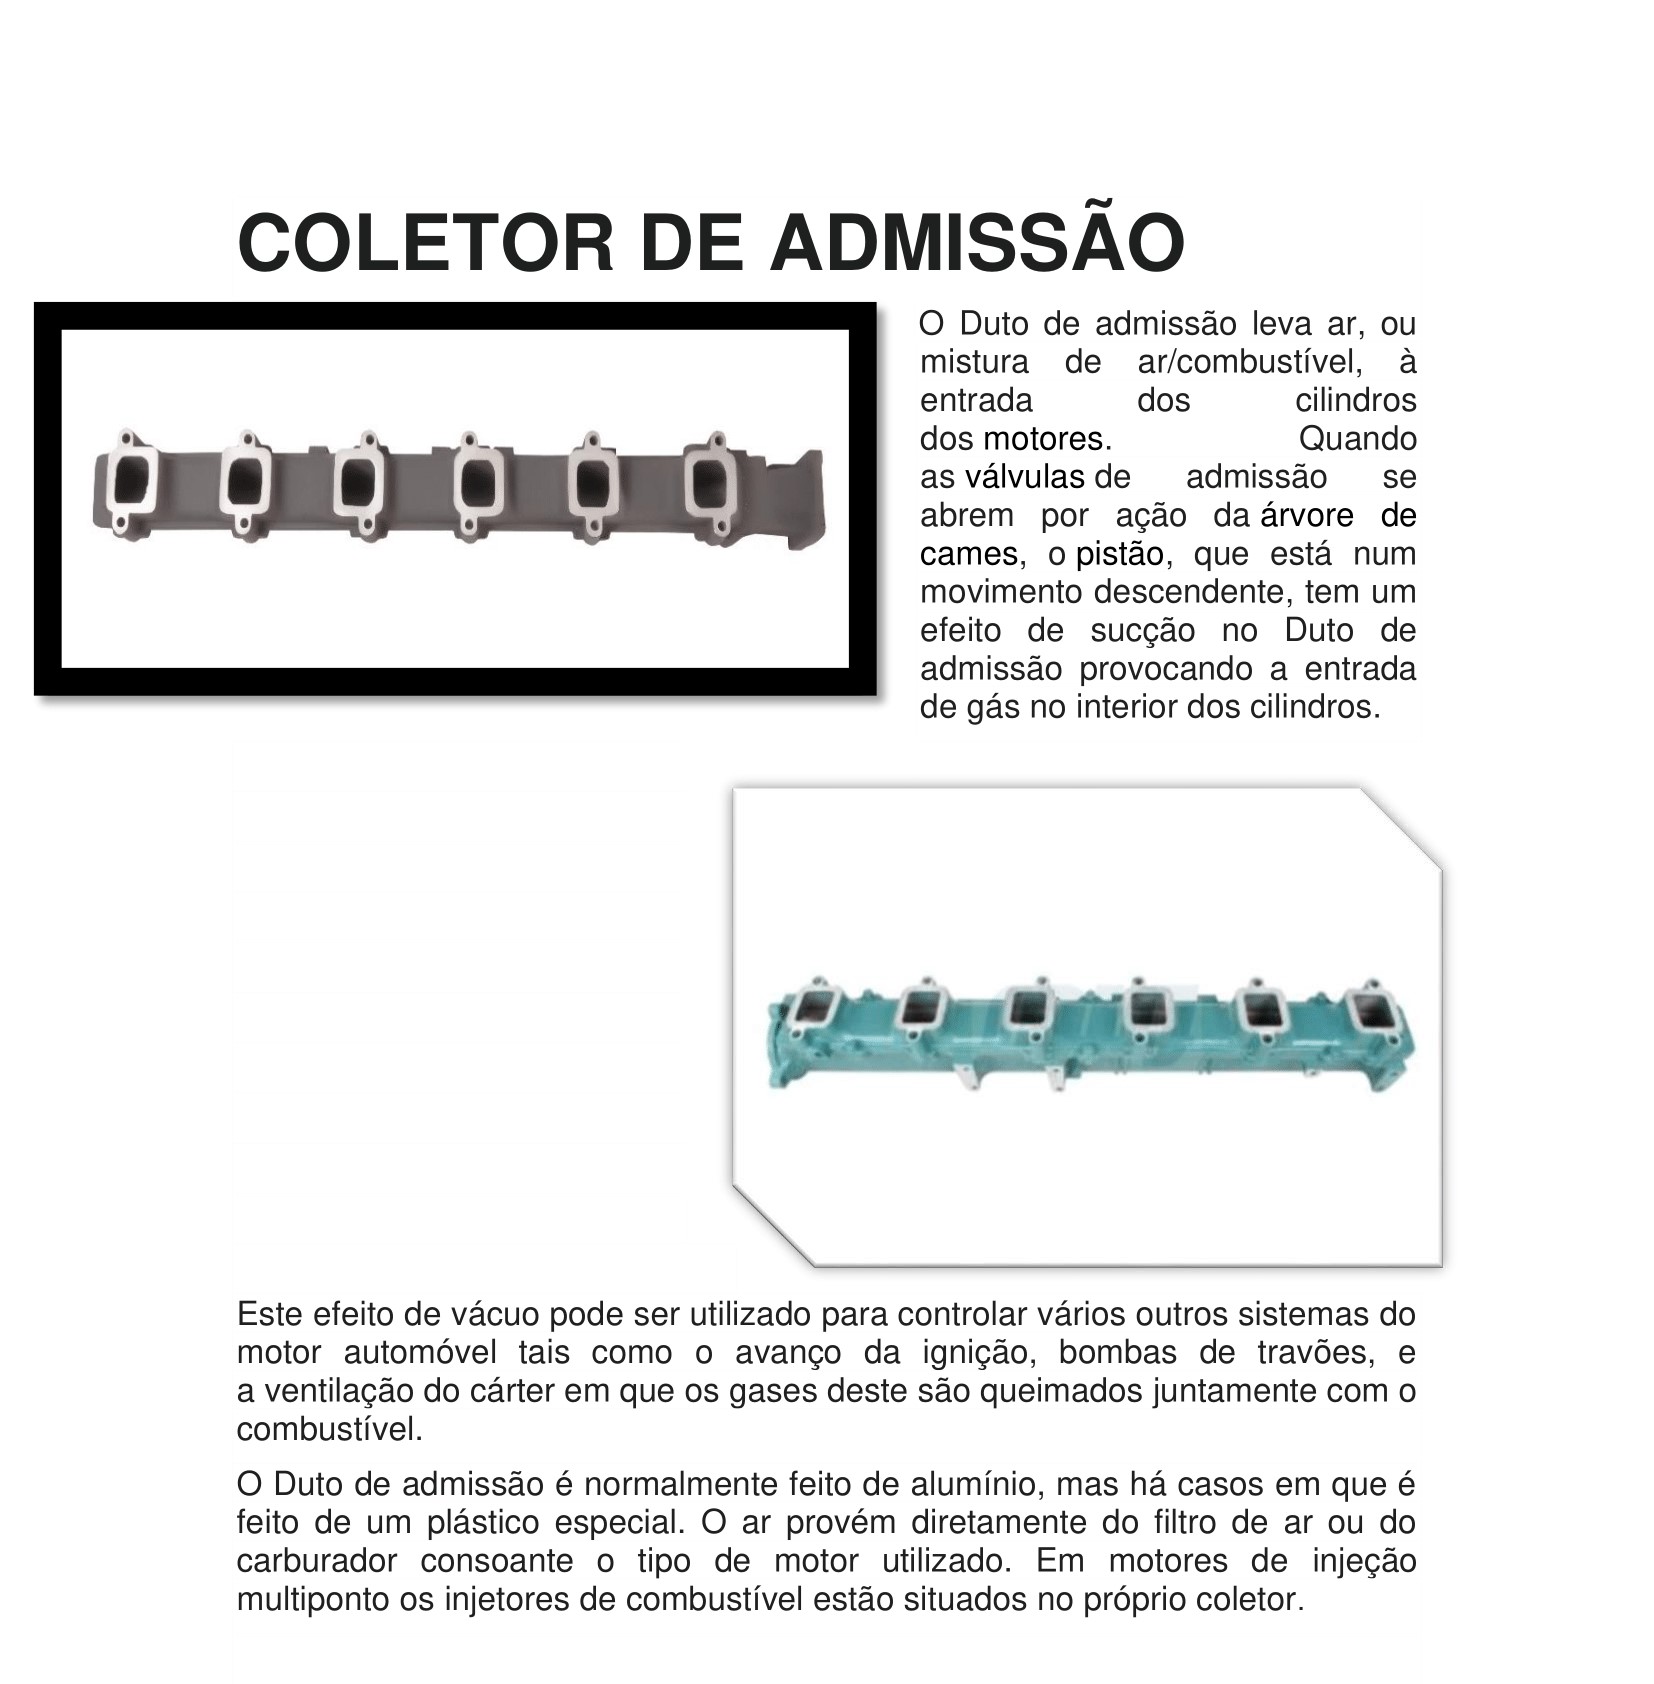 COLETOR DE ADMISSÃO
O Duto de admissão leva ar, ou
mistura de ar/combustível, à
entrada dos cilindros
dos motores. Quando
as válvulas de admissão se
abrem por ação da árvore de
cames, o pistão, que está num
movimento descendente, tem um
efeito de sucção no Duto de
admissão provocando a entrada
de gás no interior dos cilindros.
Este efeito de vácuo pode ser utilizado para controlar vários outros sistemas do
motor automóvel tais como o avanço da ignição, bombas de travões, e
a ventilação do cárter em que os gases deste são queimados juntamente com o
combustível.
O Duto de admissão é normalmente feito de alumínio, mas há casos em que é
feito de um plástico especial. O ar provém diretamente do filtro de ar ou do
carburador consoante o tipo de motor utilizado. Em motores de injeção
multiponto os injetores de combustível estão situados no próprio coletor.